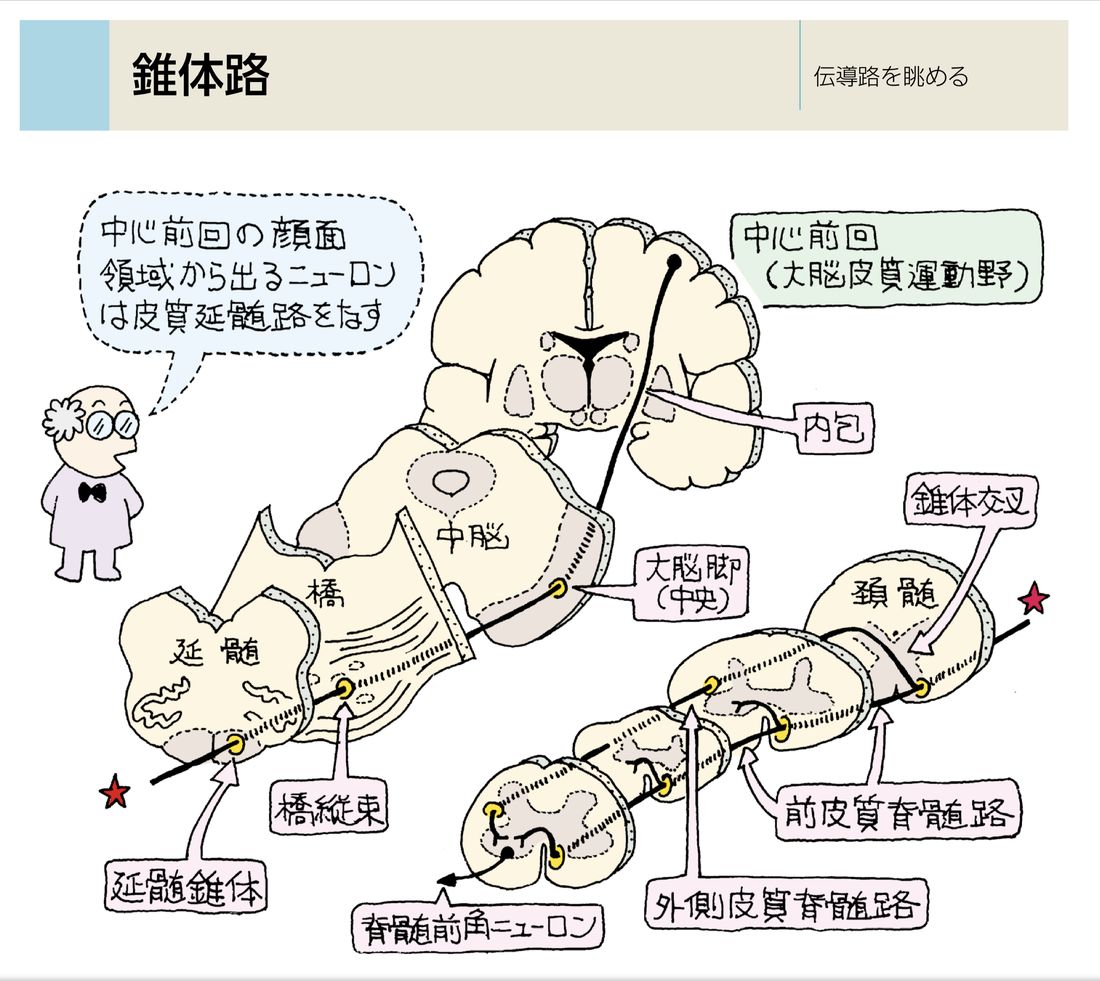 錐体路
伝導路を眺める
中心前回の顔面
領域から出るニューロン
は皮質延髄路をなす
中心前回
(大脳皮質運動野)
内包
中脳
大脳脚
(中央)
橋
延髄
橋縦束
延髄錐体
錐体交叉
頚髄
前皮質脊髄路
外側皮質脊髄路
脊髄前角ニューロン